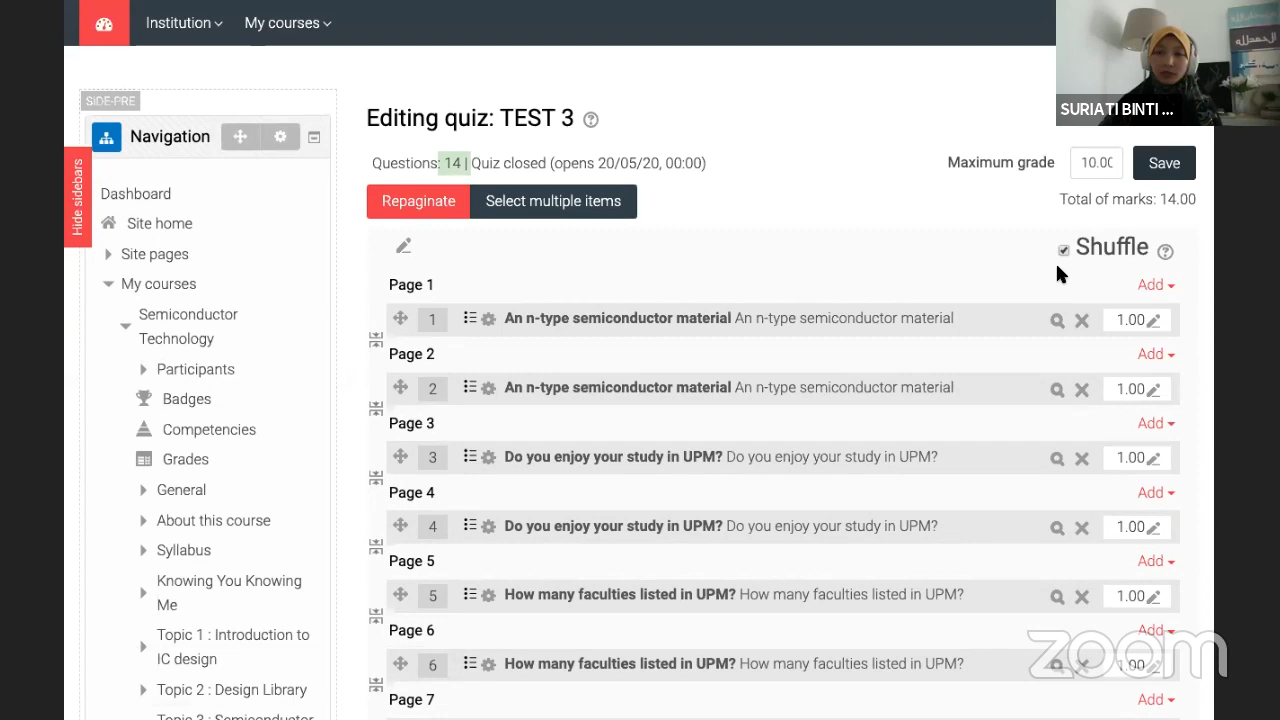 Institution
My courses
SURIATI BINTI ...
SIDE-PRE
Navigation
Hide sidebars
Dashboard
Site home
Site pages
My courses
Semiconductor
Technology
Participants
Badges
Competencies
Grades
General
About this course
Syllabus
Knowing You Knowing
Me
Topic 1 : Introduction to
IC design
Topic 2 : Design Library
Topic 3 : Semiconductor
Editing quiz: TEST 3
Questions: 14 | Quiz closed (opens 20/05/20, 00:00)
Maximum grade 10.00 Save
Repaginate Select multiple items
Total of marks: 14.00
Shuffle
Page 1 Add
1 An n-type semiconductor material An n-type semiconductor material 1.00
Page 2 Add
2 An n-type semiconductor material An n-type semiconductor material 1.00
Page 3 Add
3 Do you enjoy your study in UPM? Do you enjoy your study in UPM? 1.00
Page 4 Add
4 Do you enjoy your study in UPM? Do you enjoy your study in UPM? 1.00
Page 5 Add
5 How many faculties listed in UPM? How many faculties listed in UPM? 1.00
Page 6 Add
6 How many faculties listed in UPM? How many faculties listed in UPM? 1.00
Page 7 Add
zoom